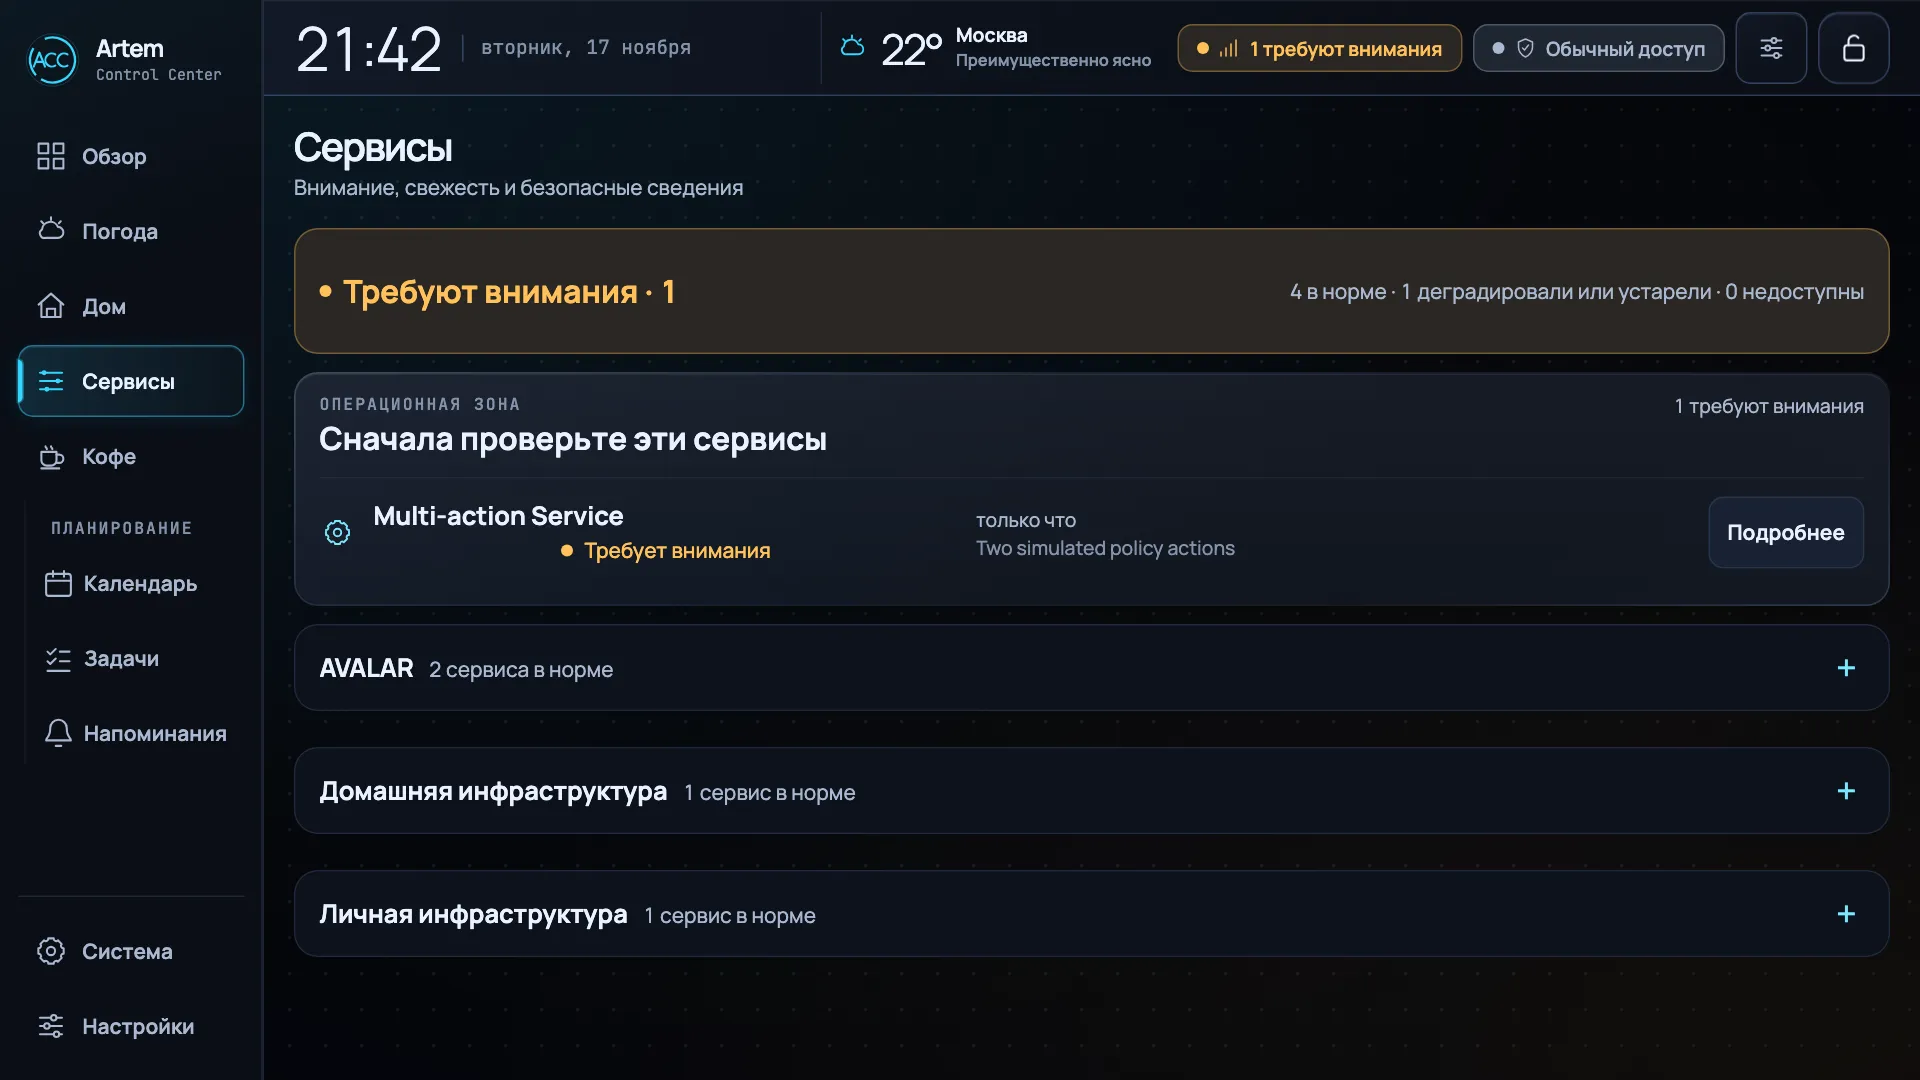 ACC
Artem
Control Center
Обзор
Погода
Дом
Сервисы
Кофе
ПЛАНИРОВАНИЕ
Календарь
Задачи
Напоминания
Система
Настройки
21:42
вторник, 17 ноября
22°
Москва
Преимущественно ясно
1 требуют внимания
Обычный доступ
Сервисы
Внимание, свежесть и безопасные сведения
Требуют внимания · 1
4 в норме · 1 деградировали или устарели · 0 недоступны
ОПЕРАЦИОННАЯ ЗОНА
1 требуют внимания
Сначала проверьте эти сервисы
Multi-action Service
Требует внимания
только что
Two simulated policy actions
Подробнее
AVALAR 2 сервиса в норме +
Домашняя инфраструктура 1 сервис в норме +
Личная инфраструктура 1 сервис в норме +